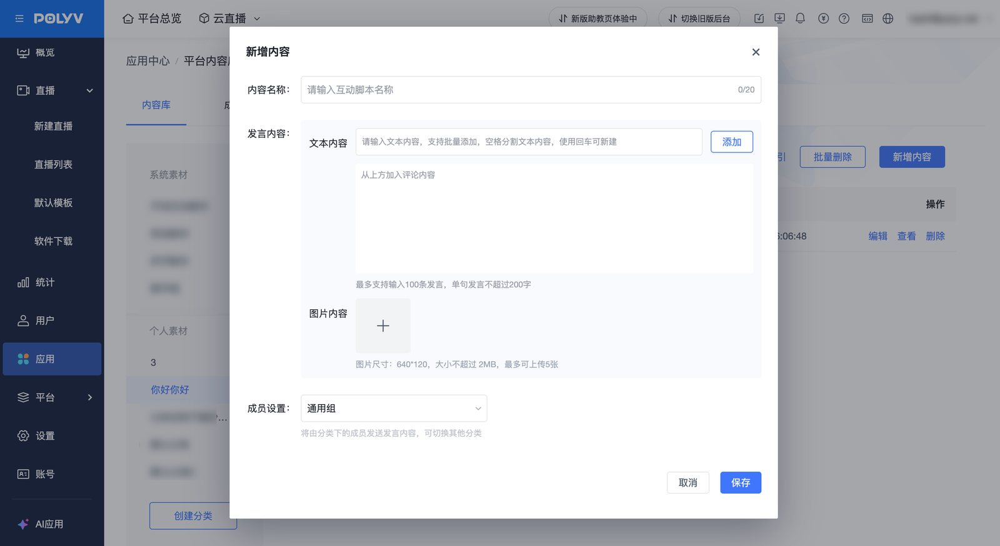 POLYV
平台总览
云直播
新版助教页体验中
切换旧版后台
概览
直播
新建直播
直播列表
默认模板
软件下载
统计
用户
应用
平台
设置
账号
AI应用
应用中心 / 平台内容
内容库
系统素材
个人素材
3
你好好
创建分类
引
批量删除
新增内容
操作
:06:48
编辑 查看 删除
新增内容
内容名称：
请输入互动脚本名称
0/20
发言内容：
文本内容
请输入文本内容，支持批量添加，空格分割文本内容，使用回车可新建
添加
从上方加入评论内容
最多支持输入100条发言，单句发言不超过200字
图片内容
图片尺寸：640*120，大小不超过 2MB，最多可上传5张
成员设置：
通用组
将由分类下的成员发送发言内容，可切换其他分类
取消
保存